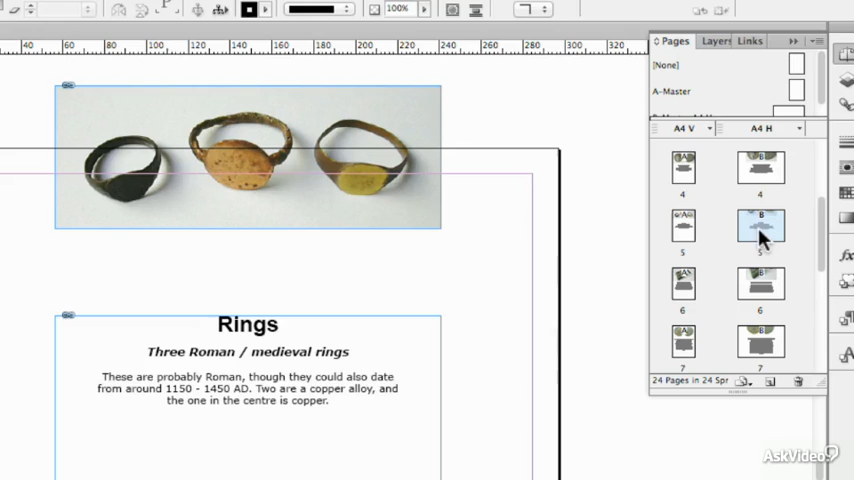 100%
40 60 80 100 120 140 160 180 200 220 240 260 280 300 320
Pages Layers Links
[None]
A-Master
A4 V A4 H
A B
4 4
A B
5 5
A B
6 6
A B
7 7
24 Pages in 24 Spr
Rings
Three Roman / medieval rings
These are probably Roman, though they could also date
from around 1150 - 1450 AD. Two are a copper alloy, and
the one in the centre is copper.
AskVideo